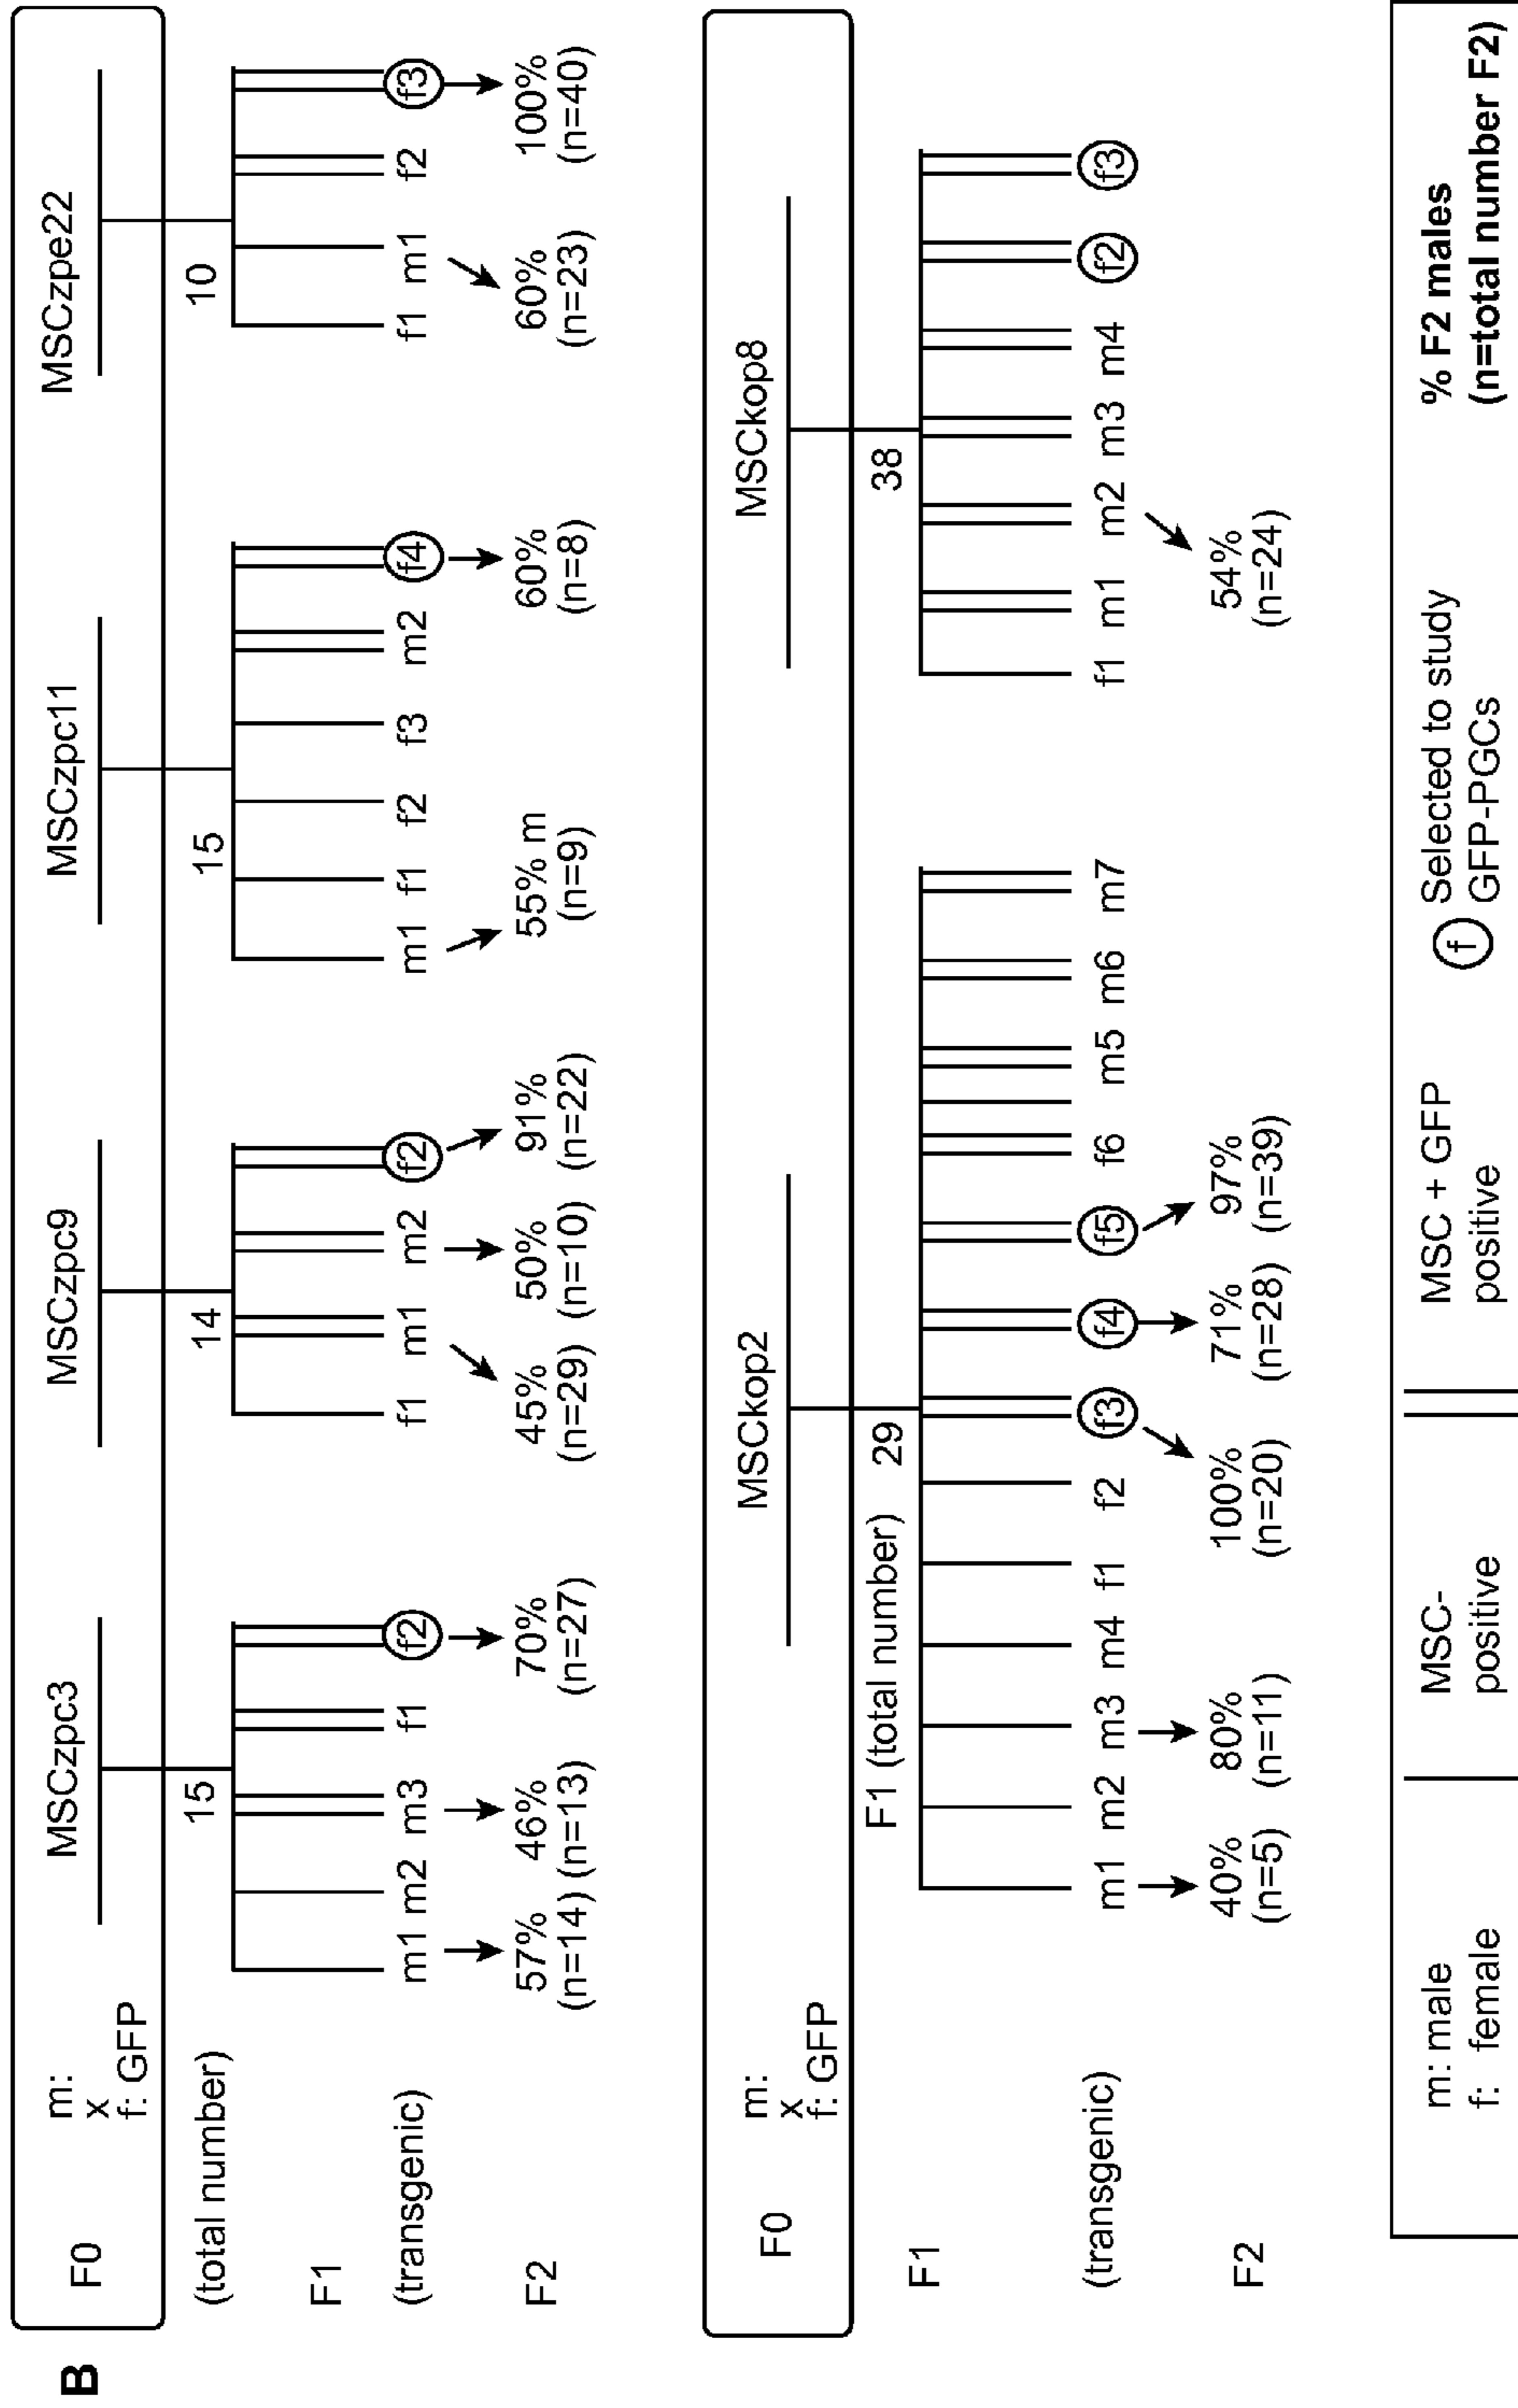 B
F0
m:
x
f: GFP
MSCzpc3
MSCzpc9
MSCzpc11
MSCzpe22
(total number)
15
14
15
10
F1
(transgenic)
m1 m2 m3 f1 f2
f1 m1 m2 f2
m1 f1 f2 f3 m2 f4
f1 m1 f2 f3
F2
57% 46% 70%
(n=14) (n=13) (n=27)
45% 50% 91%
(n=29) (n=10) (n=22)
55% m 60%
(n=9) (n=8)
60% 100%
(n=23) (n=40)
F0
m:
x
f: GFP
MSCkop2
MSCkop8
F1
F1 (total number) 29
38
(transgenic)
m1 m2 m3 m4 f1 f2 f3 f4 f5 f6 m5 m6 m7
f1 m1 m2 m3 m4 f2 f3
F2
40% 80% 100% 71% 97%
(n=5) (n=11) (n=20) (n=28) (n=39)
54%
(n=24)
m: male
f: female
MSC-
positive
MSC + GFP
positive
f Selected to study
GFP-PGCs
% F2 males
(n=total number F2)